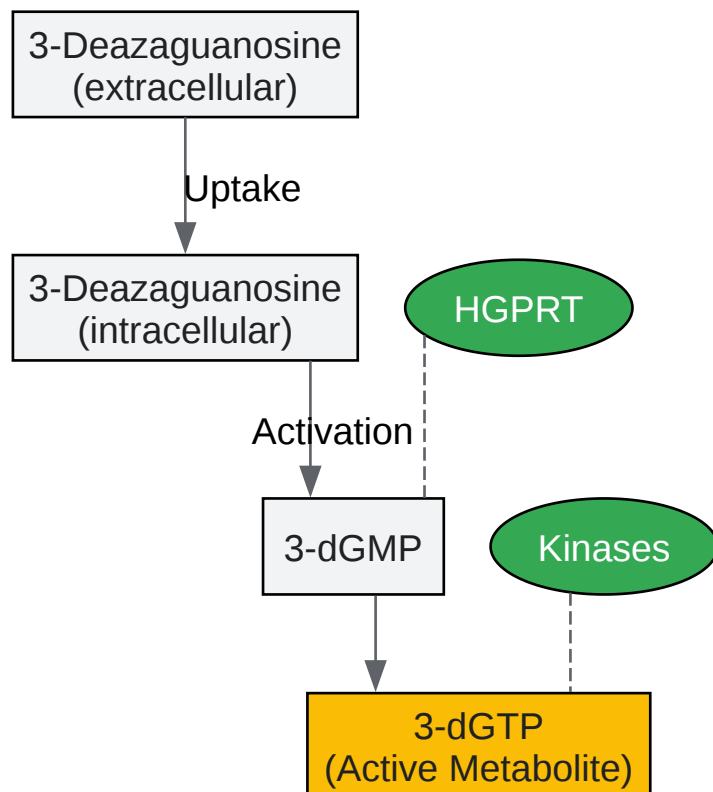 3-Deazaguanosine
(extracellular)
Uptake
3-Deazaguanosine
(intracellular)
HGPRT
Activation
3-dGMP
Kinases
3-dGTP
(Active Metabolite)